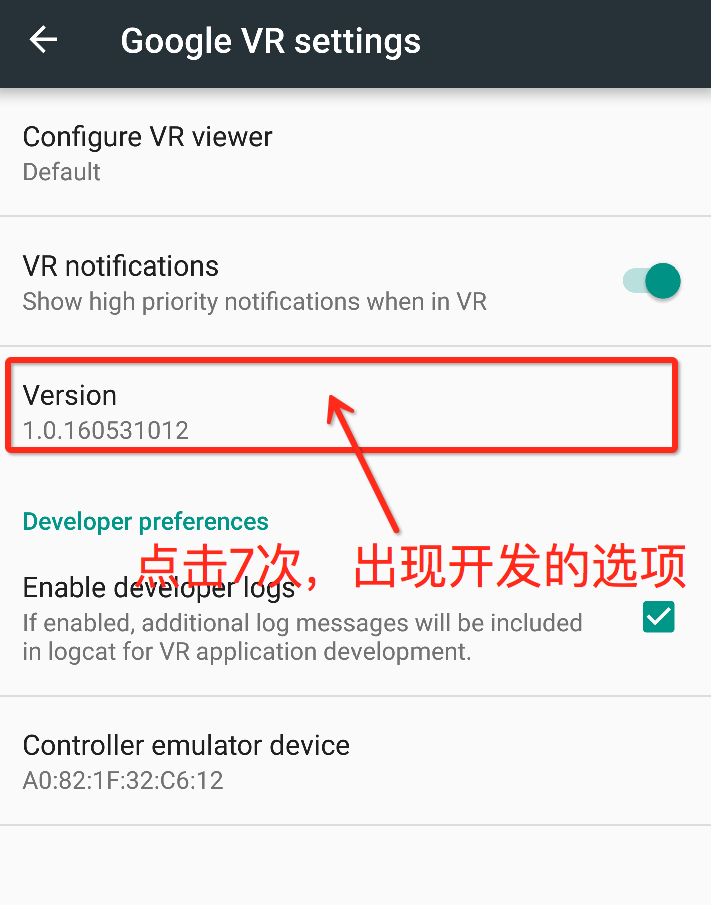 Google VR settings
Configure VR viewer
Default
VR notifications
Show high priority notifications when in VR
Version
1.0.160531012
Developer preferences
点击7次，出现开发的选项
Enable developer logs
If enabled, additional log messages will be included
in logcat for VR application development.
Controller emulator device
A0:82:1F:32:C6:12